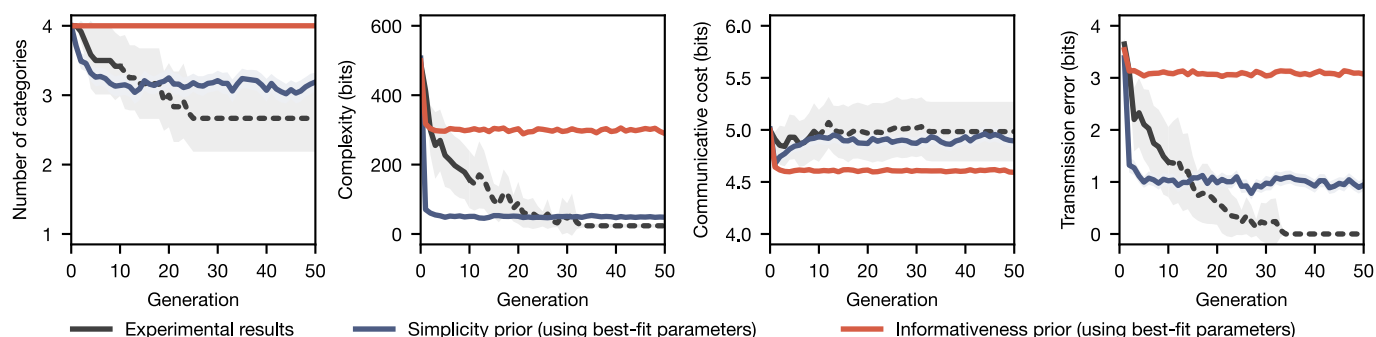 Number of categories
4
3
2
1
0 10 20 30 40 50
Generation
Complexity (bits)
600
400
200
0
0 10 20 30 40 50
Generation
Communicative cost (bits)
6.0
5.5
5.0
4.5
4.0
0 10 20 30 40 50
Generation
Transmission error (bits)
4
3
2
1
0
0 10 20 30 40 50
Generation
Experimental results
Simplicity prior (using best-fit parameters)
Informativeness prior (using best-fit parameters)